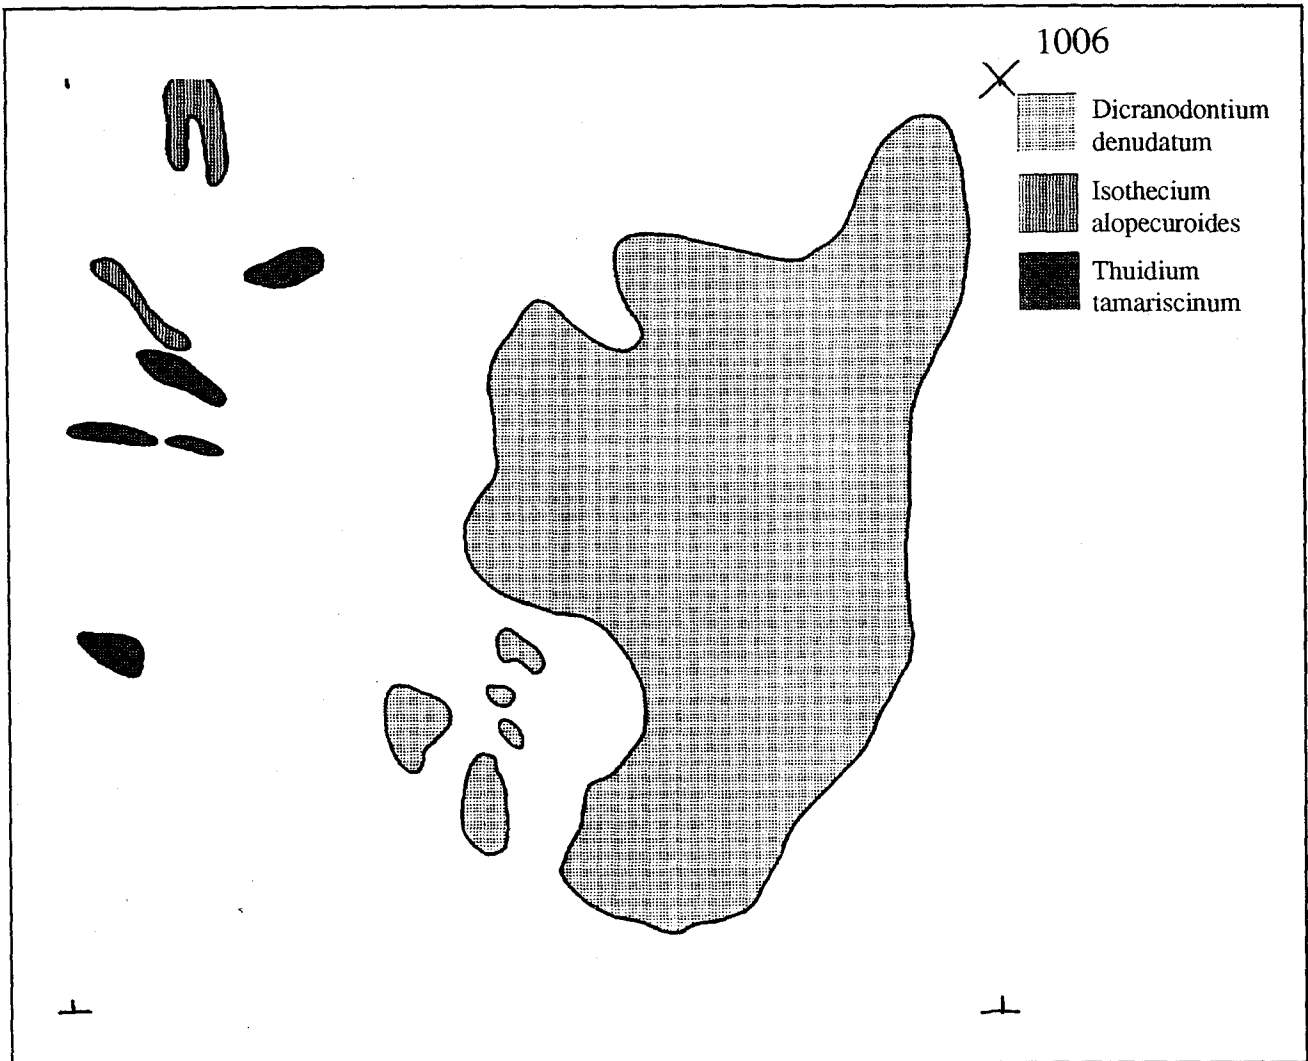 1006
Dicranodontium
denudatum
Isothecium
alopecuroides
Thuidium
tamariscinum